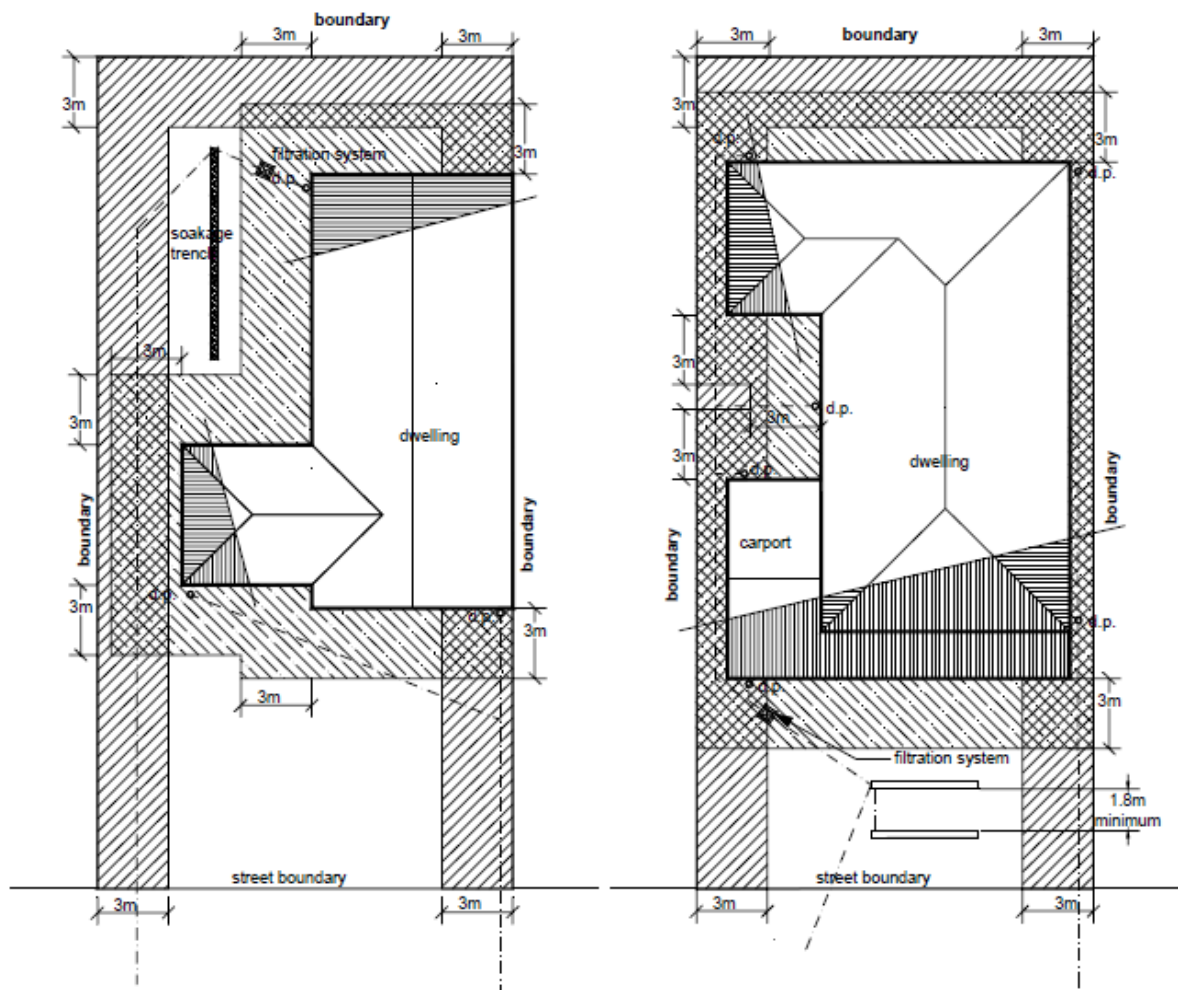 boundary
3m
3m
3m
3m
filtration system
d.p.
soakage
trench
3m
3m
dwelling
boundary
boundary
3m
d.p.
d.p.
3m
3m
street boundary
3m
3m
3m
boundary
3m
3m
3m
d.p.
d.p.
3m
d.p.
3m
3m
d.p.
dwelling
boundary
carport
boundary
d.p.
d.p.
3m
filtration system
1.8m
minimum
street boundary
3m
3m